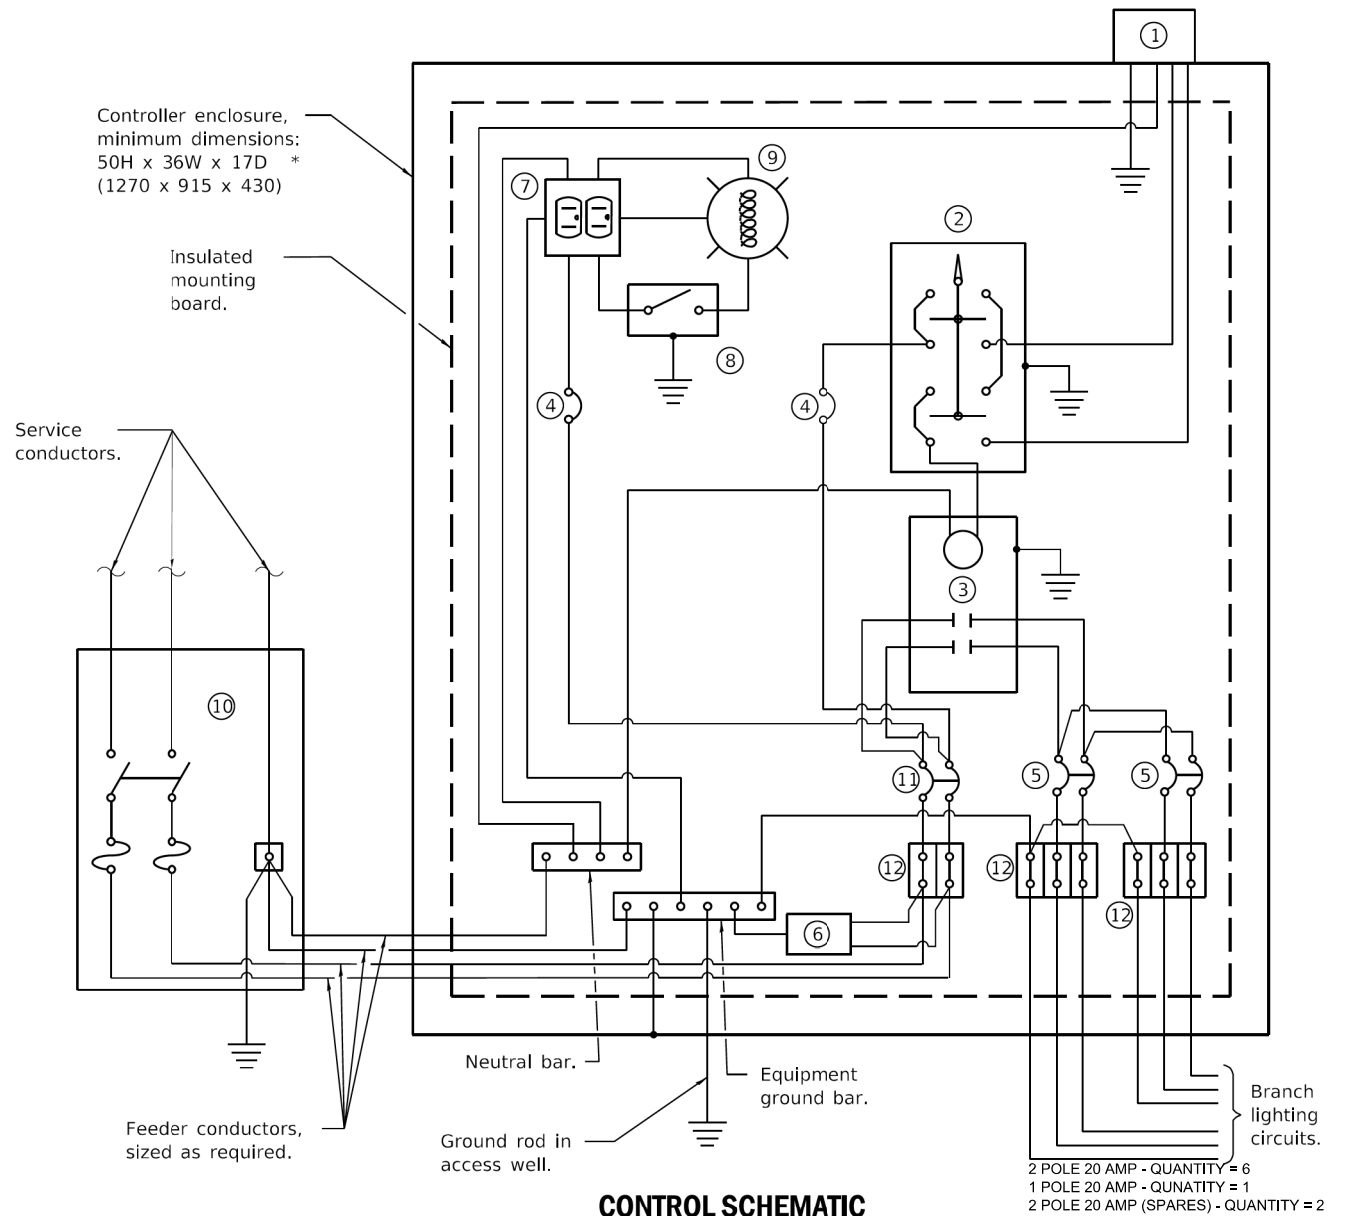 ①
Controller enclosure,
minimum dimensions:
50H x 36W x 17D *
(1270 x 915 x 430)
⑨
⑦
②
Insulated
mounting
board.
⑧
④
④
Service
conductors.
③
⑩
⑪
⑤
⑤
⑫
⑫
⑫
⑥
Neutral bar.
Equipment
ground bar.
Branch
lighting
circuits.
Feeder conductors,
sized as required.
Ground rod in
access well.
2 POLE 20 AMP - QUANTITY = 6
1 POLE 20 AMP - QUNATITY = 1
2 POLE 20 AMP (SPARES) - QUANTITY = 2
CONTROL SCHEMATIC